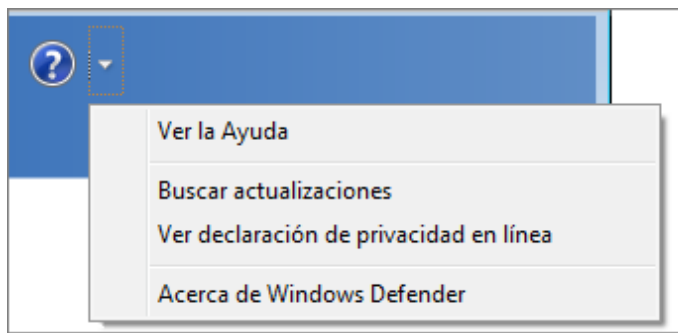 Ver la Ayuda
Buscar actualizaciones
Ver declaración de privacidad en línea
Acerca de Windows Defender